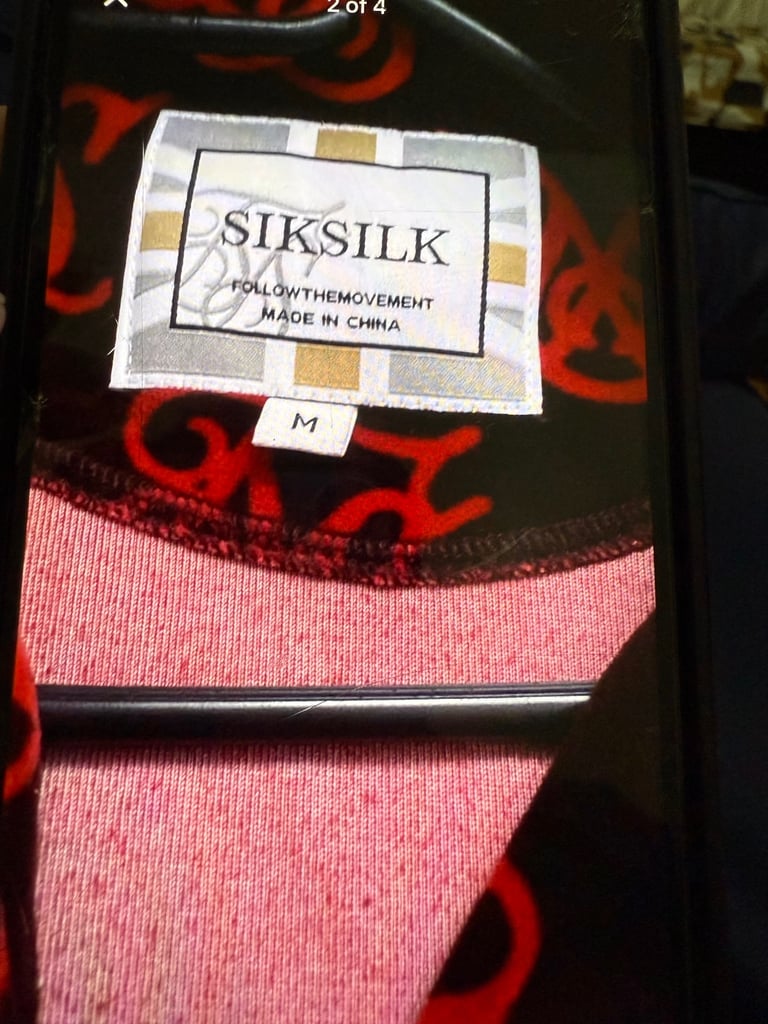 2 of 4
SIKSILK
FOLLOWTHEMOVEMENT
MADE IN CHINA
M